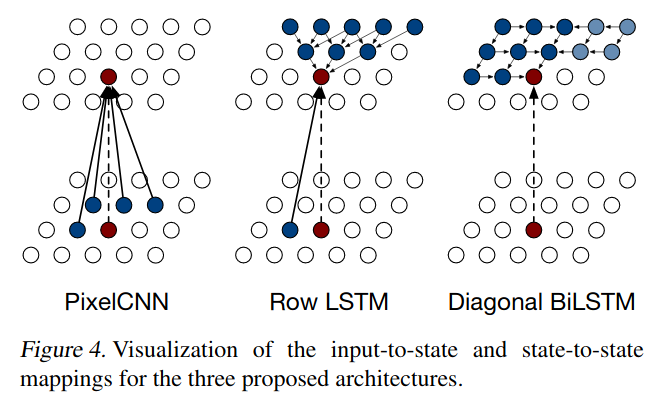 PixelCNN Row LSTM Diagonal BiLSTM
Figure 4. Visualization of the input-to-state and state-to-state
mappings for the three proposed architectures.